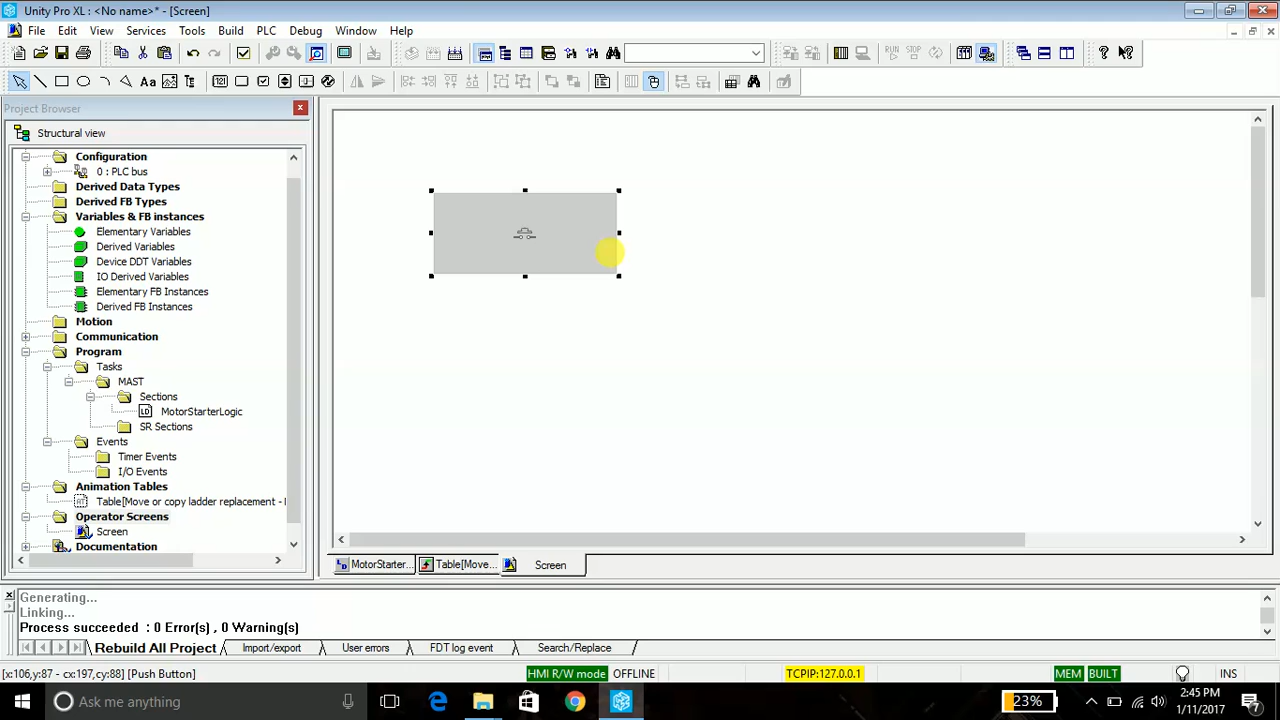 Unity Pro XL : <No name>* - [Screen]
File Edit View Services Tools Build PLC Debug Window Help
RUN STOP
Aa
Project Browser
Structural view
Configuration
0 : PLC bus
Derived Data Types
Derived FB Types
Variables & FB instances
Elementary Variables
Derived Variables
Device DDT Variables
IO Derived Variables
Elementary FB Instances
Derived FB Instances
Motion
Communication
Program
Tasks
MAST
Sections
LD MotorStarterLogic
SR Sections
Events
Timer Events
I/O Events
Animation Tables
Table[Move or copy ladder replacement -
Operator Screens
Screen
Documentation
MotorStarter... Table[Move... Screen
Generating...
Linking...
Process succeeded : 0 Error(s) , 0 Warning(s)
Rebuild All Project Import/export User errors FDT log event Search/Replace
[x:106,y:87 - cx:197,cy:88] [Push Button] HMI R/W mode OFFLINE TCPIP:127.0.0.1 MEM BUILT INS
Ask me anything 23% 2:45 PM
1/11/2017